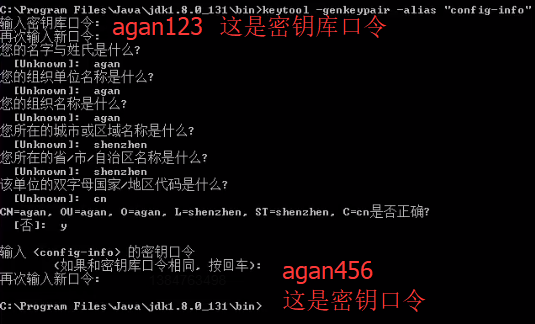 C:\Program Files\Java\jdk1.8.0_131\bin>keytool -genkeypair -alias "config-info"
输入密钥库口令: agan123 这是密钥库口令
再次输入新口令:
您的名字与姓氏是什么?
[Unknown]: agan
您的组织单位名称是什么?
[Unknown]: agan
您的组织名称是什么?
[Unknown]: agan
您所在的城市或区域名称是什么?
[Unknown]: shenzhen
您所在的省/市/自治区名称是什么?
[Unknown]: shenzhen
该单位的双字母国家/地区代码是什么?
[Unknown]: cn
CN=agan, OU=agan, O=agan, L=shenzhen, ST=shenzhen, C=cn是否正确?
[否]: y
输入 <config-info> 的密钥口令
(如果和密钥库口令相同, 按回车): agan456
再次输入新口令:
这是密钥口令
C:\Program Files\Java\jdk1.8.0_131\bin>